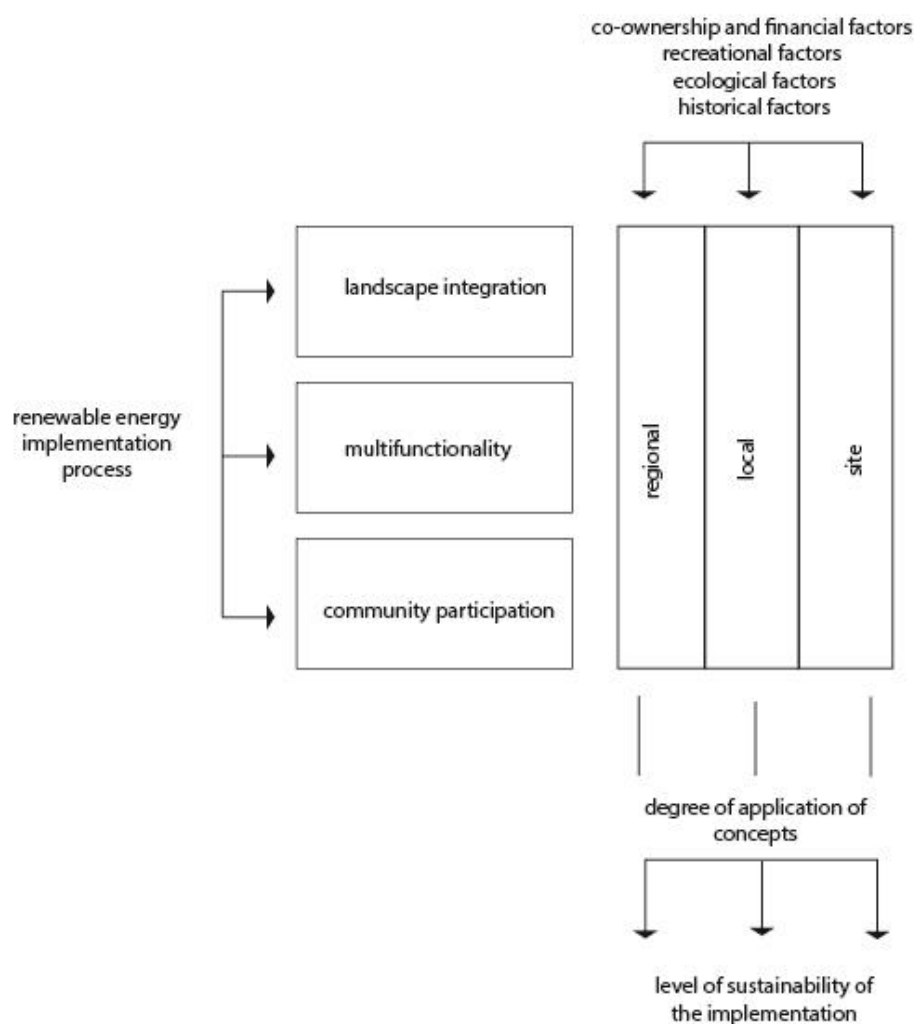 co-ownership and financial factors
recreational factors
ecological factors
historical factors
landscape integration
renewable energy
implementation
process
multifunctionality
community participation
regional
local
site
degree of application of
concepts
level of sustainability of
the implementation